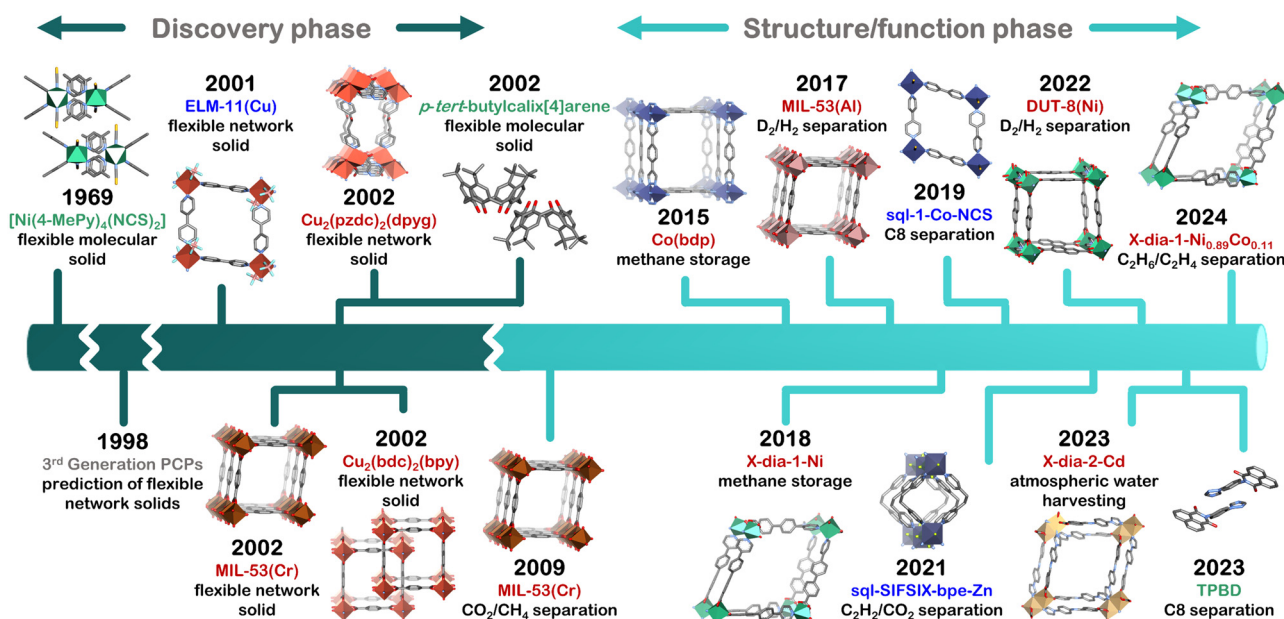 Discovery phase
Structure/function phase
1969
[Ni(4-MePy)₄(NCS)₂]
flexible molecular
solid
2001
ELM-11(Cu)
flexible network
solid
2002
Cu₂(pzdc)₂(dpyg)
flexible network
solid
2002
p-tert-butylcalix[4]arene
flexible molecular
solid
2015
Co(bdp)
methane storage
2017
MIL-53(Al)
D₂/H₂ separation
2019
sql-1-Co-NCS
C8 separation
2022
DUT-8(Ni)
D₂/H₂ separation
2024
X-dia-1-Ni₀.₈₉Co₀.₁₁
C₂H₆/C₂H₄ separation
1998
3ʳᵈ Generation PCPs
prediction of flexible
network solids
2002
MIL-53(Cr)
flexible network
solid
2002
Cu₂(bdc)₂(bpy)
flexible network
solid
2009
MIL-53(Cr)
CO₂/CH₄ separation
2018
X-dia-1-Ni
methane storage
2021
sql-SIFSIX-bpe-Zn
C₂H₂/CO₂ separation
2023
X-dia-2-Cd
atmospheric water
harvesting
2023
TPBD
C8 separation